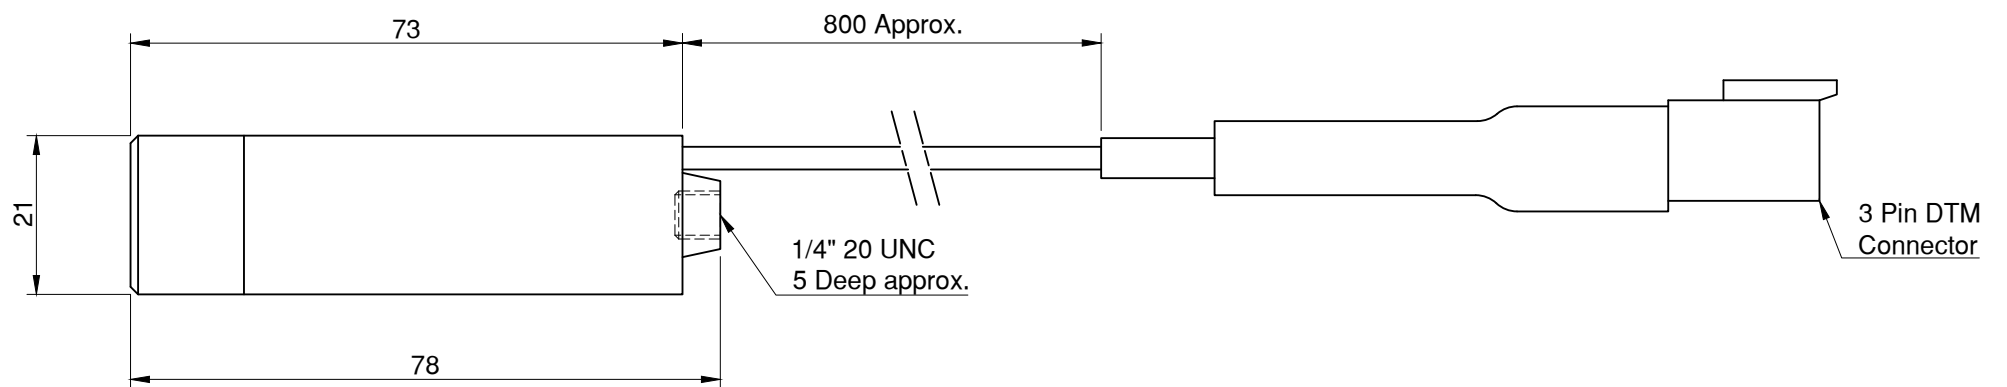 73
800 Approx.
21
1/4" 20 UNC
5 Deep approx.
3 Pin DTM
Connector
78